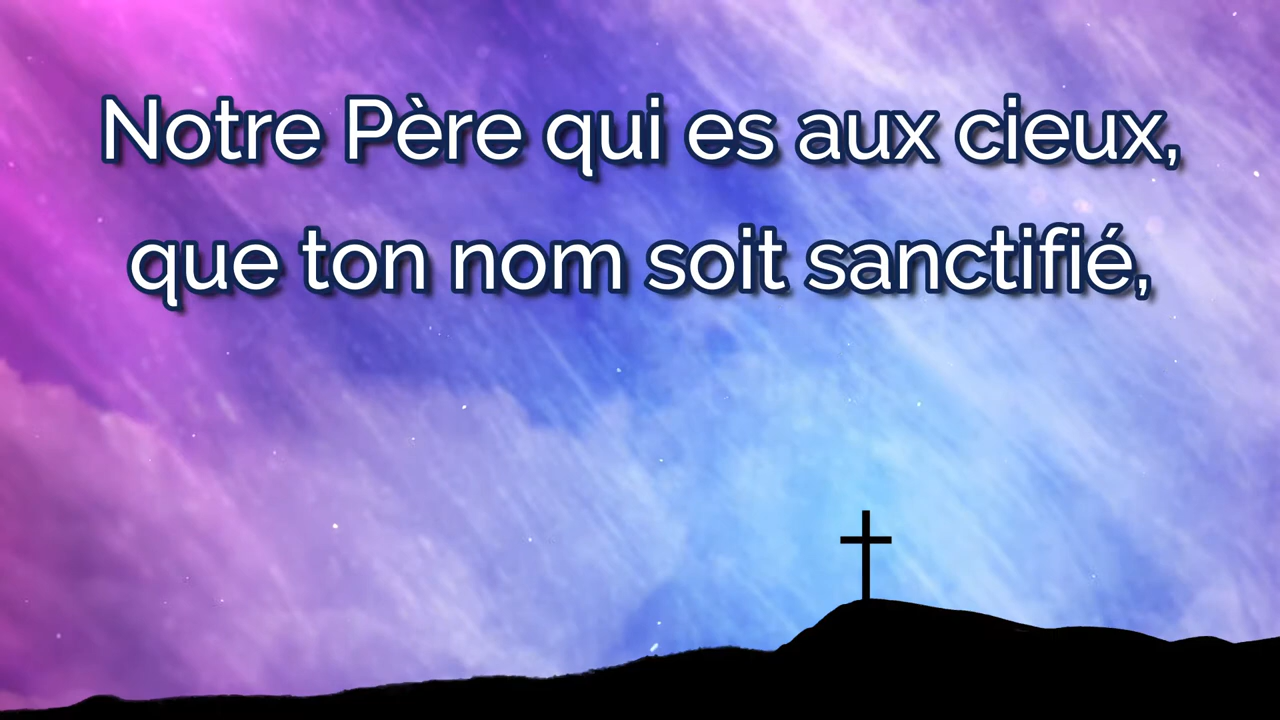 Notre Père qui es aux cieux,
que ton nom soit sanctifié,